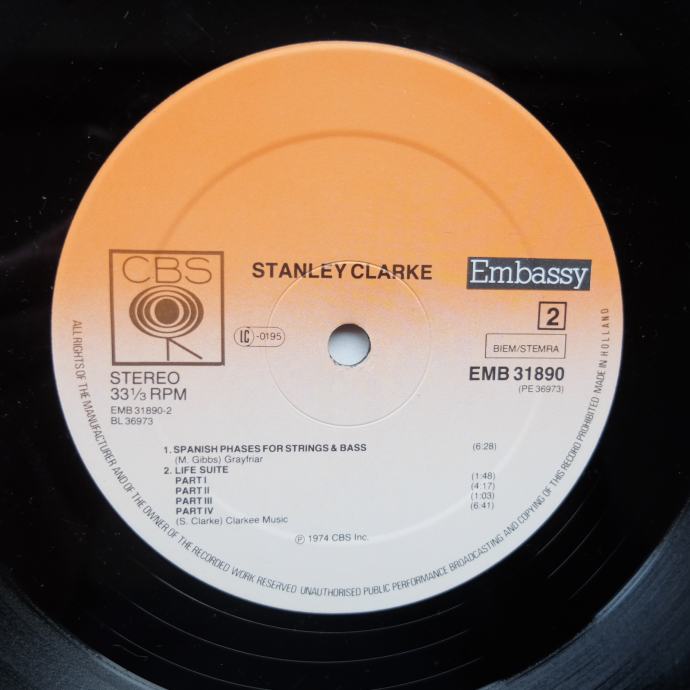 CBS
STANLEY CLARKE
Embassy
2
LC -0195
BIEM/STEMRA
STEREO
33⅓ RPM
EMB 31890
(PE 36973)
EMB 31890-2
BL 36973
1. SPANISH PHASES FOR STRINGS & BASS (6:28)
(M. Gibbs) Grayfriar
2. LIFE SUITE
PART I (1:48)
PART II (4:17)
PART III (1:03)
PART IV (6:41)
(S. Clarke) Clarkee Music
℗ 1974 CBS Inc.
ALL RIGHTS OF THE MANUFACTURER AND OF THE OWNER OF THE RECORDED WORK RESERVED UNAUTHORISED PUBLIC PERFORMANCE BROADCASTING AND COPYING OF THIS RECORD PROHIBITED MADE IN HOLLAND